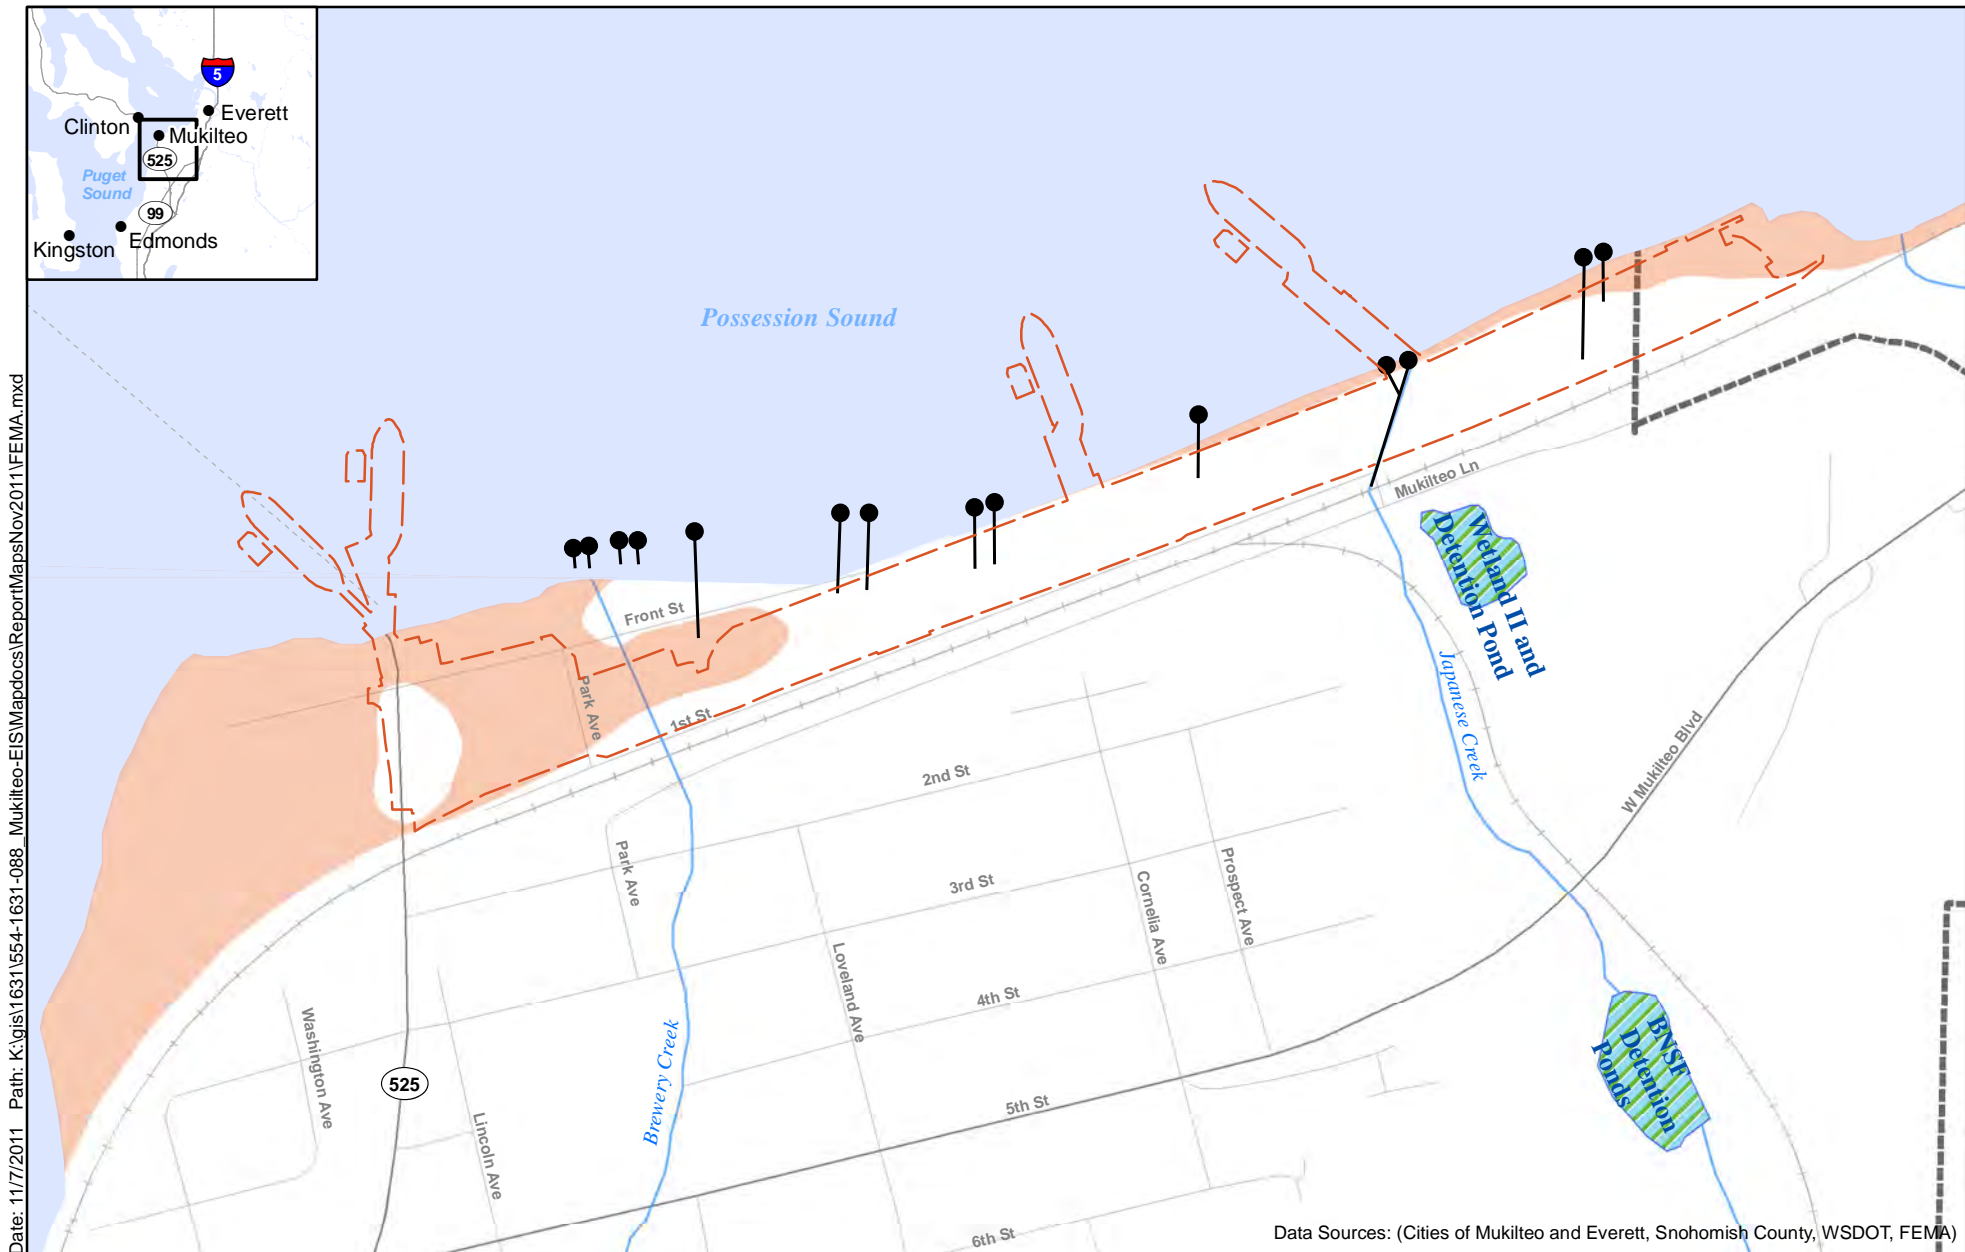 5
Everett
Clinton
Mukilteo
525
Puget
Sound
99
Edmonds
Kingston
Possession Sound
Mukilteo Ln
Wetland II and
Detention Pond
Front St
Park Ave
1st St
Japanese Creek
W Mukilteo Blvd
2nd St
Park Ave
3rd St
Cornelia Ave
Prospect Ave
Loveland Ave
4th St
Washington Ave
525
Lincoln Ave
Brewery Creek
5th St
BNSF
Detention
Ponds
6th St
Data Sources: (Cities of Mukilteo and Everett, Snohomish County, WSDOT, FEMA)
Date: 11/7/2011 Path: K:\gis\1631\554-1631-088_Mukilteo-EIS\Mapdocs\ReportMapsNov2011\FEMA.mxd